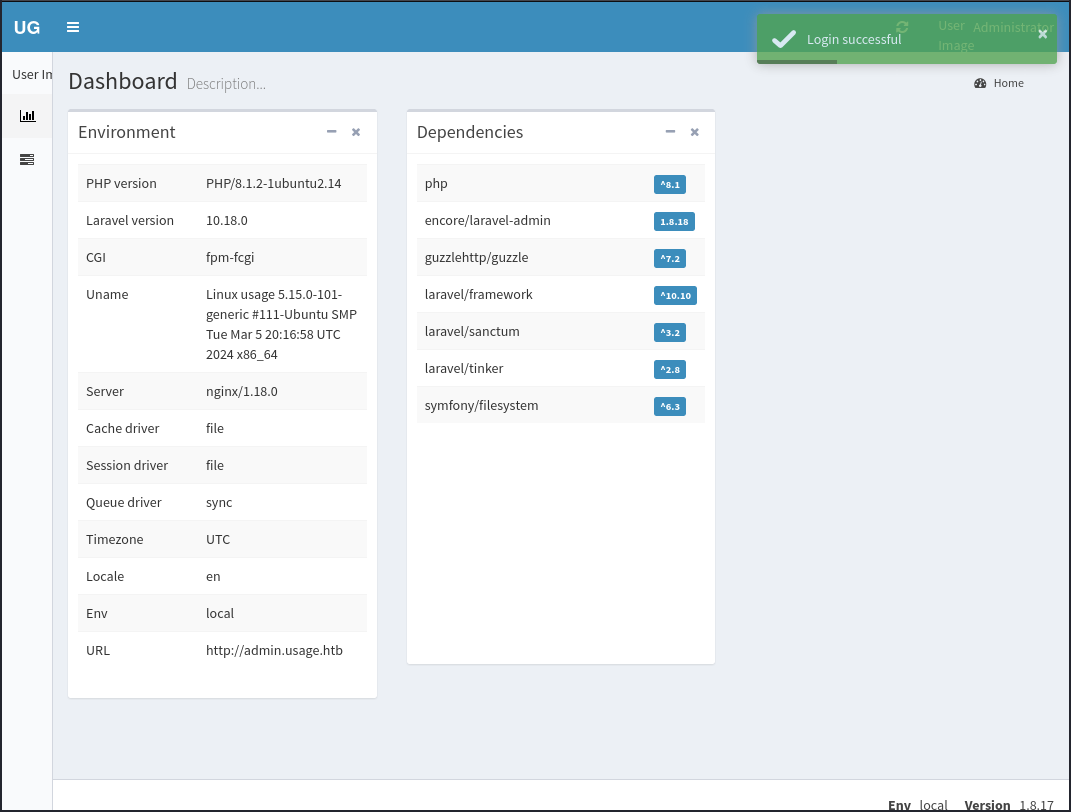 UG
User Image
Administrator
Login successful
×
User Im
Dashboard Description...
Home
Environment
PHP version PHP/8.1.2-1ubuntu2.14
Laravel version 10.18.0
CGI fpm-fcgi
Uname Linux usage 5.15.0-101-
generic #111-Ubuntu SMP
Tue Mar 5 20:16:58 UTC
2024 x86_64
Server nginx/1.18.0
Cache driver file
Session driver file
Queue driver sync
Timezone UTC
Locale en
Env local
URL http://admin.usage.htb
Dependencies
php ^8.1
encore/laravel-admin 1.8.18
guzzlehttp/guzzle ^7.2
laravel/framework ^10.10
laravel/sanctum ^3.2
laravel/tinker ^2.8
symfony/filesystem ^6.3
Env local Version 1.8.17